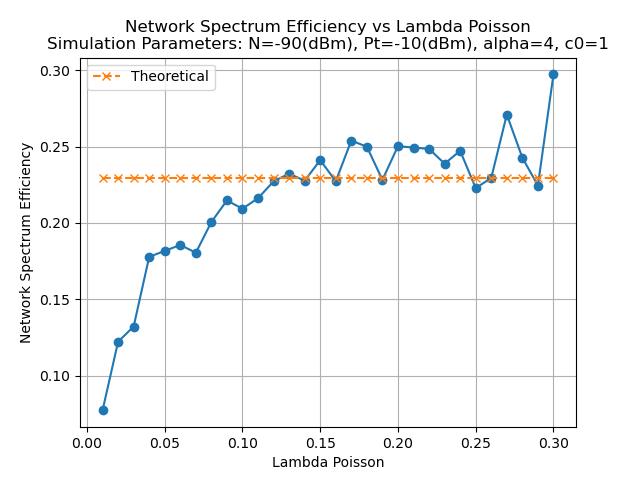 Network Spectrum Efficiency vs Lambda Poisson
Simulation Parameters: N=-90(dBm), Pt=-10(dBm), alpha=4, c0=1
Theoretical
0.30
0.25
0.20
0.15
0.10
Network Spectrum Efficiency
0.00 0.05 0.10 0.15 0.20 0.25 0.30
Lambda Poisson